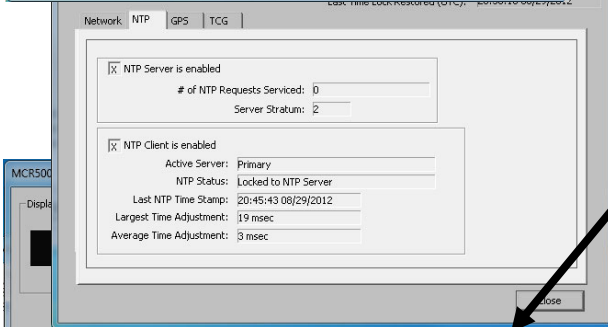 Last Time Lock Restored (UTC): 20:38:16 08/29/2012
Network NTP GPS TCG
X NTP Server is enabled
# of NTP Requests Serviced: 0
Server Stratum: 2
X NTP Client is enabled
Active Server: Primary
NTP Status: Locked to NTP Server
Last NTP Time Stamp: 20:45:43 08/29/2012
Largest Time Adjustment: 19 msec
Average Time Adjustment: 3 msec
MCR500
Displa
lose